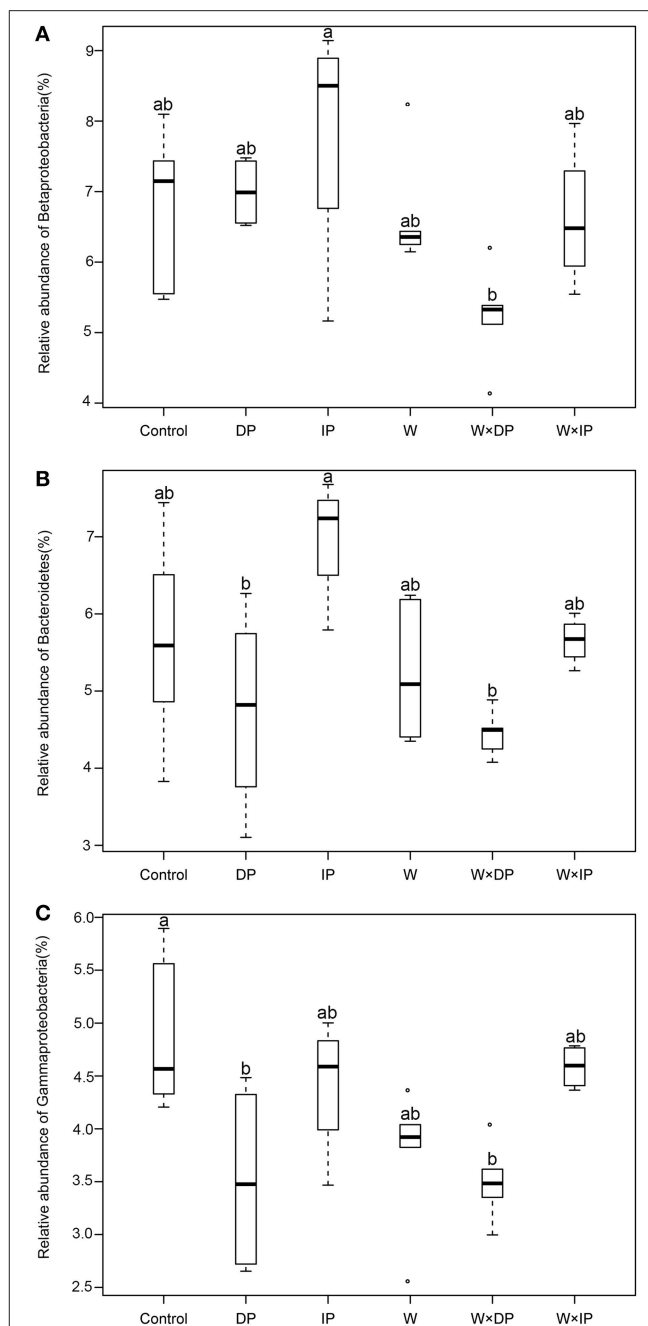 A
Relative abundance of Betaproteobacteria(%)
9
8
7
6
5
4
ab
ab
a
ab
b
ab
Control DP IP W W×DP W×IP
B
Relative abundance of Bacteroidetes(%)
7
6
5
4
3
ab
b
a
ab
b
ab
Control DP IP W W×DP W×IP
C
Relative abundance of Gammaproteobacteria(%)
6.0
5.5
5.0
4.5
4.0
3.5
3.0
2.5
a
b
ab
ab
b
ab
Control DP IP W W×DP W×IP